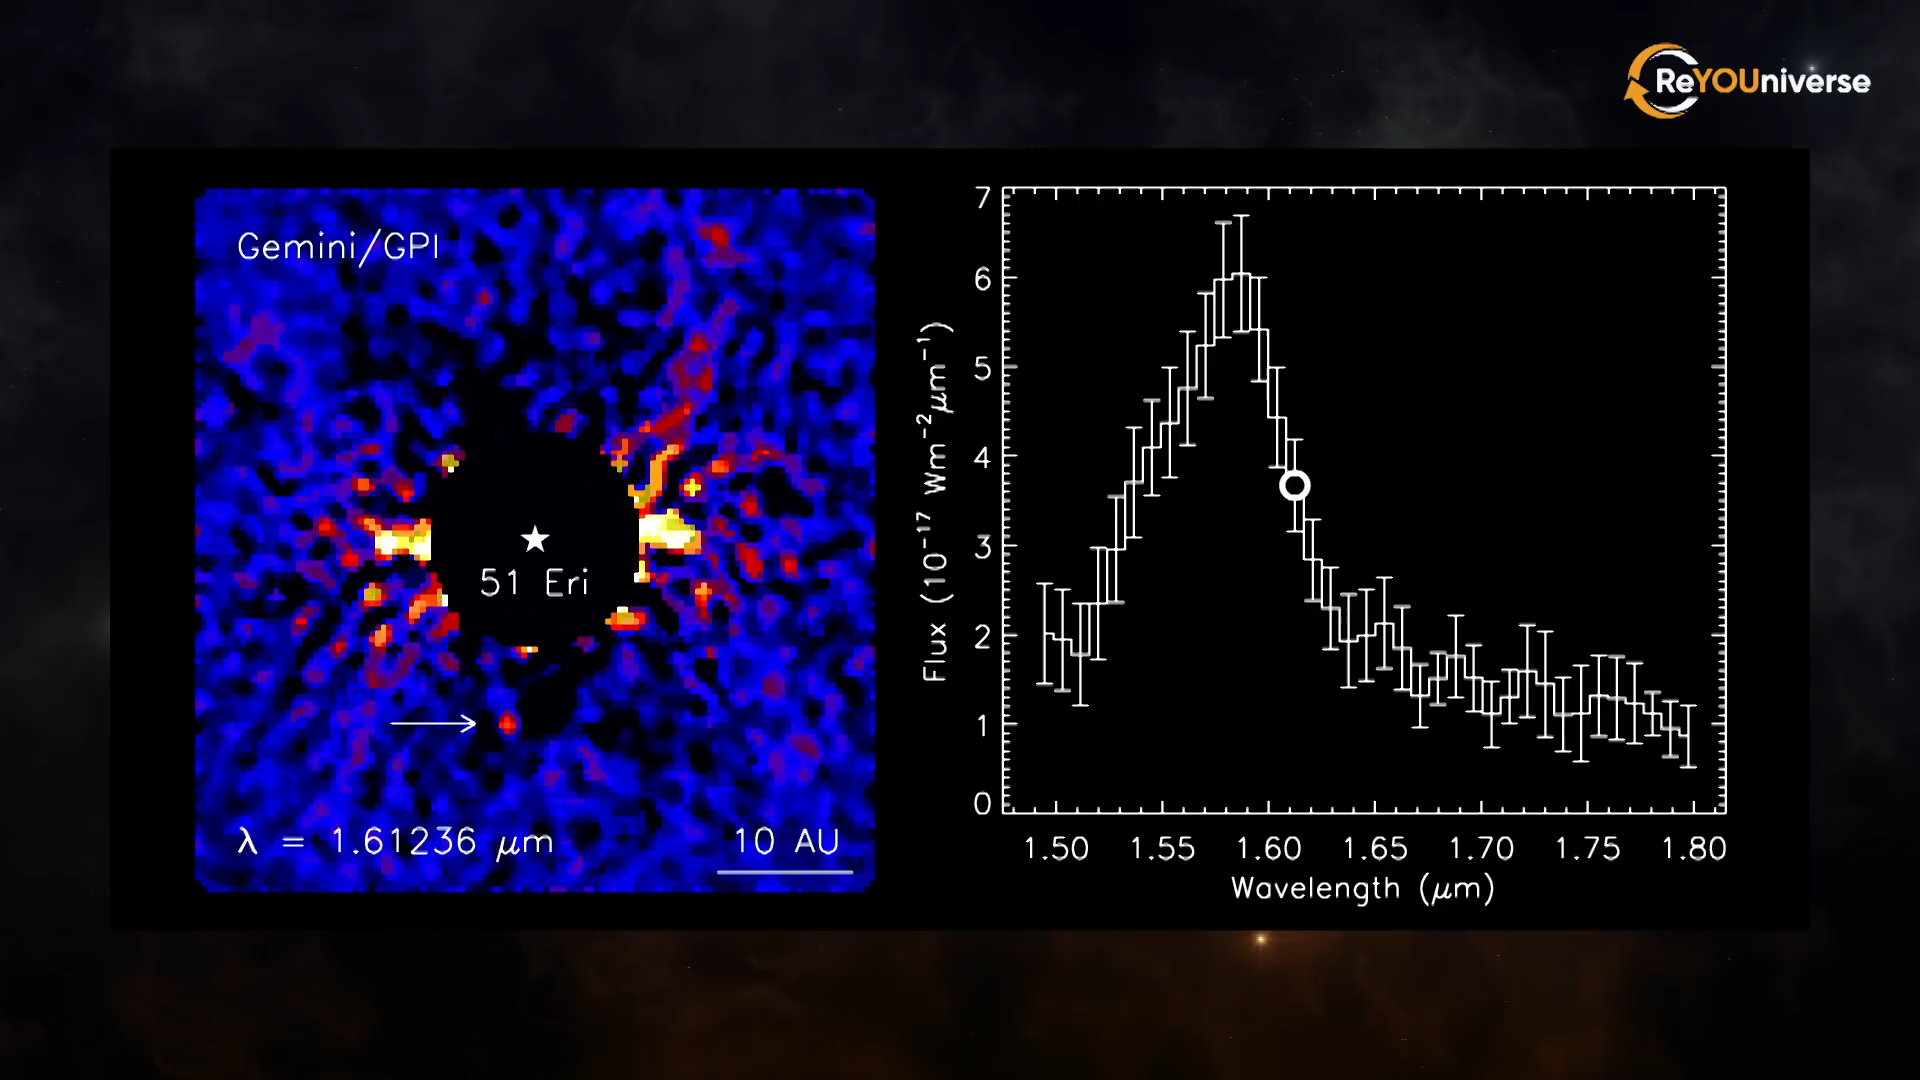 ReYOUniverse
Gemini/GPI
51 Eri
λ = 1.61236 μm
10 AU
7
6
5
4
3
2
1
0
Flux (10⁻¹⁷ Wm⁻²μm⁻¹)
1.50 1.55 1.60 1.65 1.70 1.75 1.80
Wavelength (μm)